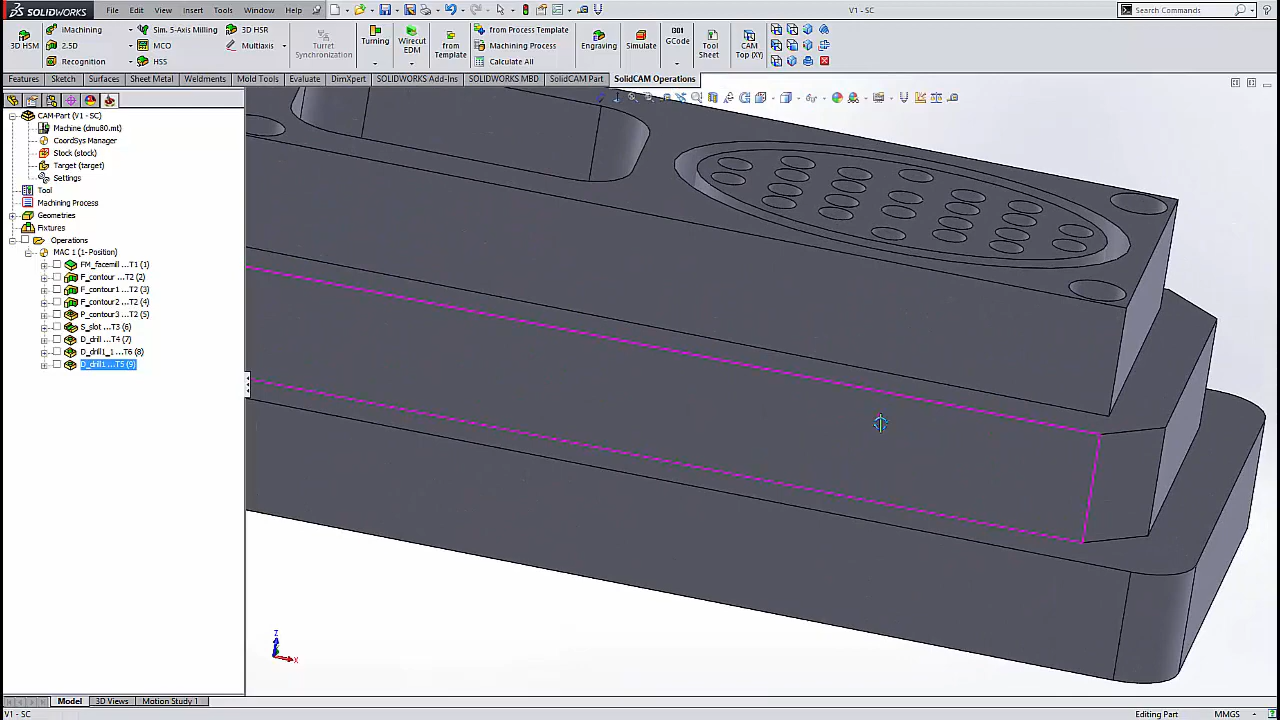 SOLIDWORKS File Edit View Insert Tools Window Help V1 - SC Search Commands
3D HSM iMachining 2.5D Recognition Sim. 5-Axis Milling MCO HSS 3D HSR Multiaxis Turret Synchronization Turning Wirecut EDM from Template from Process Template Machining Process Calculate All Engraving Simulate GCode Tool Sheet CAM Top (XY)
Features Sketch Surfaces Sheet Metal Weldments Mold Tools Evaluate DimXpert SOLIDWORKS Add-Ins SOLIDWORKS MBD SolidCAM Part SolidCAM Operations
CAM-Part (V1 - SC)
Machine (dmu80.mt)
CoordSys Manager
Stock (stock)
Target (target)
Settings
Tool
Machining Process
Geometries
Fixtures
Operations
MAC 1 (1- Position)
FM_facemill ...T1 (1)
F_contour ...T2 (2)
F_contour1 ...T2 (3)
F_contour2 ...T2 (4)
P_contour3 ...T2 (5)
S_slot ...T3 (6)
D_drill ...T4 (7)
D_drill1_1 ...T6 (8)
D_drill1 ...T5 (9)
Z
X
Model 3D Views Motion Study 1
V1 - SC Editing Part MMGS